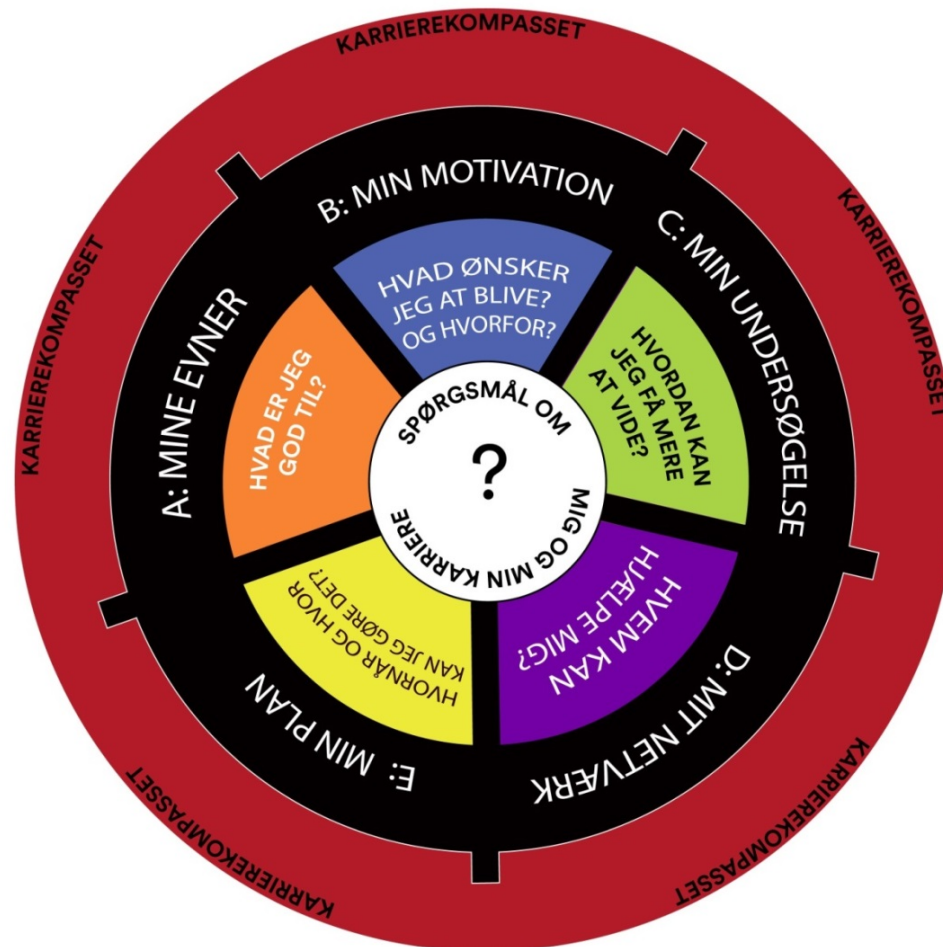 KARRIEREKOMPASSET
KARRIEREKOMPASSET
KARRIEREKOMPASSET
KARRIEREKOMPASSET
KARRIEREKOMPASSET
A: MINE EVNER
HVAD ER JEG
GOD TIL?
B: MIN MOTIVATION
HVAD ØNSKER
JEG AT BLIVE?
OG HVORFOR?
C: MIN UNDERSØGELSE
HVORDAN KAN
JEG FÅ MERE
AT VIDE?
D: MIT NETVÆRK
HVEM KAN
HJÆLPE MIG?
E: MIN PLAN
HVORNÅR OG HVOR
KAN JEG GØRE DET?
SPØRGSMÅL OM
?
MIG OG MIN KARRIERE